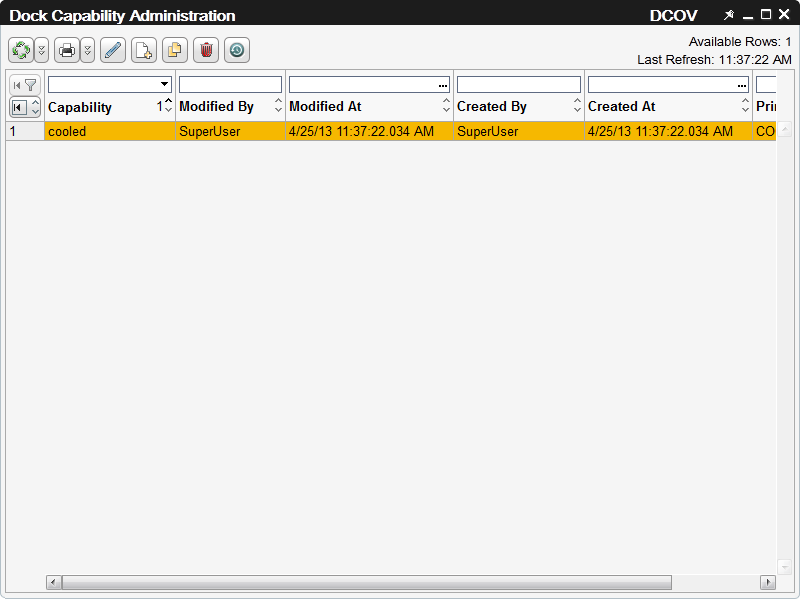 Dock Capability Administration DCOV
Available Rows: 1
Last Refresh: 11:37:22 AM
Capability 1 Modified By Modified At Created By Created At Pri
1 cooled SuperUser 4/25/13 11:37:22.034 AM SuperUser 4/25/13 11:37:22.034 AM CO